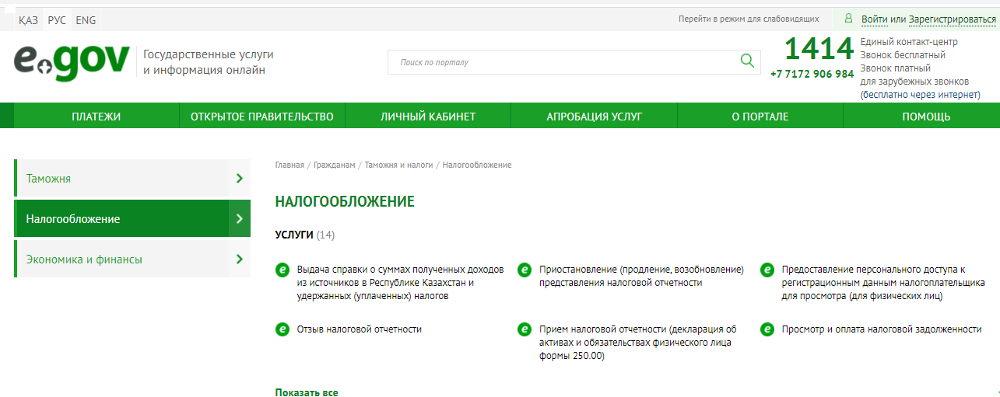 ҚАЗ РУС ENG
Перейти в режим для слабовидящих
Войти или Зарегистрироваться
e.gov
Государственные услуги
и информация онлайн
Поиск по порталу
1414
+7 7172 906 984
Единый контакт-центр
Звонок бесплатный
Звонок платный
для зарубежных звонков
(бесплатно через интернет)
ПЛАТЕЖИ
ОТКРЫТОЕ ПРАВИТЕЛЬСТВО
ЛИЧНЫЙ КАБИНЕТ
АПРОБАЦИЯ УСЛУГ
О ПОРТАЛЕ
ПОМОЩЬ
Таможня
Налогообложение
Экономика и финансы
Главная / Гражданам / Таможня и налоги / Налогообложение
НАЛОГООБЛОЖЕНИЕ
УСЛУГИ (14)
Выдача справки о суммах полученных доходов
из источников в Республике Казахстан и
удержанных (уплаченных) налогов
Приостановление (продление, возобновление)
представления налоговой отчетности
Предоставление персонального доступа к
регистрационным данным налогоплательщика
для просмотра (для физических лиц)
Отзыв налоговой отчетности
Прием налоговой отчетности (декларация об
активах и обязательствах физического лица
формы 250.00)
Просмотр и оплата налоговой задолженности
Показать все